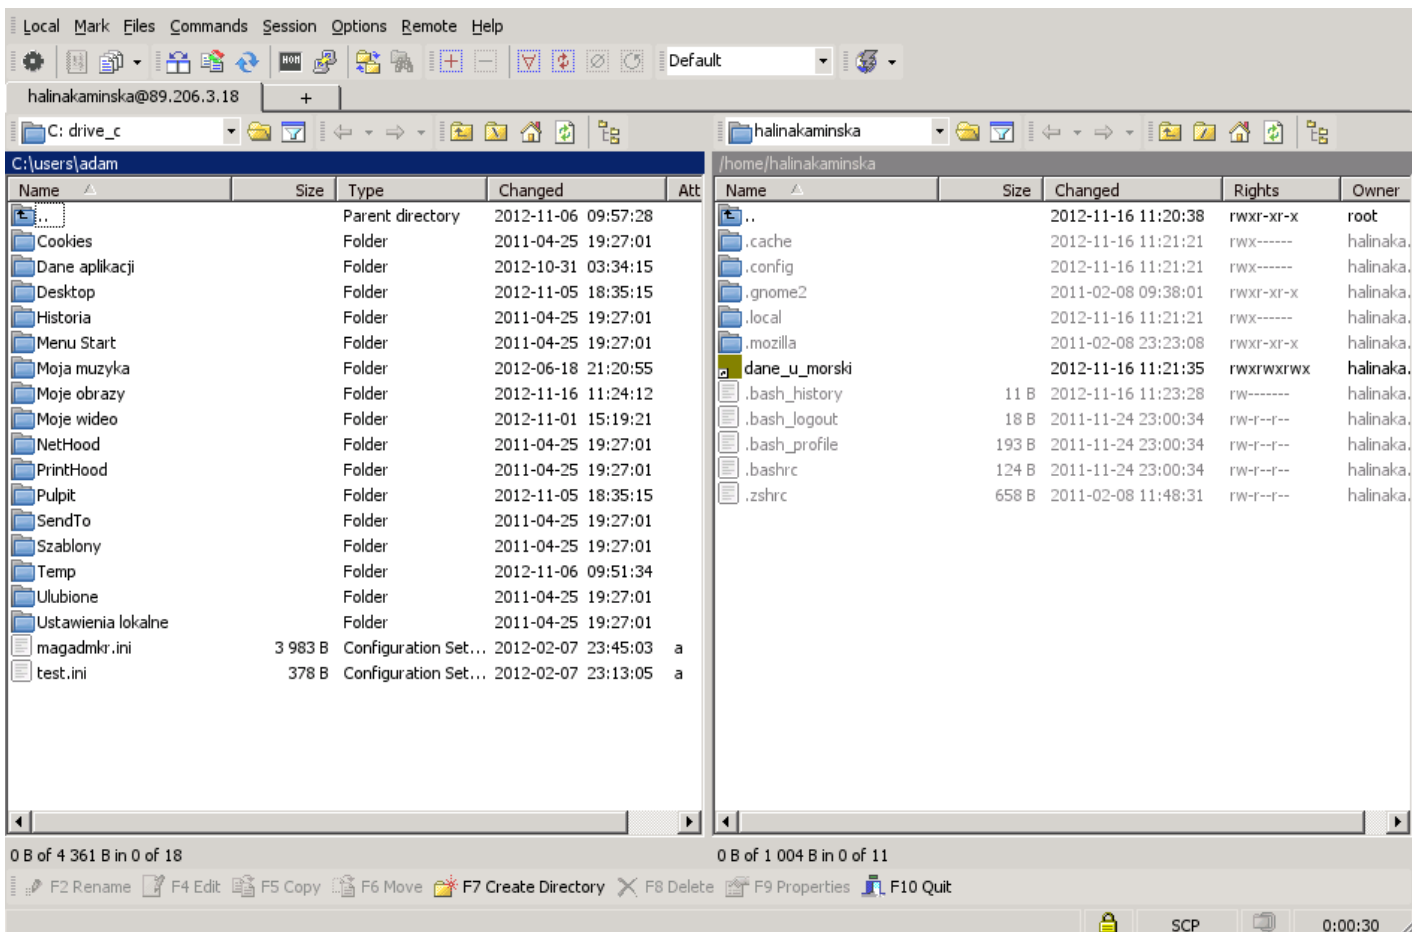 Local Mark Files Commands Session Options Remote Help
Default
halinakaminska@89.206.3.18 +
C: drive_c
halinakaminska
C:\users\adam
/home/halinakaminska
Name Size Type Changed Att
.. Parent directory 2012-11-06 09:57:28
Cookies Folder 2011-04-25 19:27:01
Dane aplikacji Folder 2012-10-31 03:34:15
Desktop Folder 2012-11-05 18:35:15
Historia Folder 2011-04-25 19:27:01
Menu Start Folder 2011-04-25 19:27:01
Moja muzyka Folder 2012-06-18 21:20:55
Moje obrazy Folder 2012-11-16 11:24:12
Moje wideo Folder 2012-11-01 15:19:21
NetHood Folder 2011-04-25 19:27:01
PrintHood Folder 2011-04-25 19:27:01
Pulpit Folder 2012-11-05 18:35:15
SendTo Folder 2011-04-25 19:27:01
Szablony Folder 2011-04-25 19:27:01
Temp Folder 2012-11-06 09:51:34
Ulubione Folder 2011-04-25 19:27:01
Ustawienia lokalne Folder 2011-04-25 19:27:01
magadmkr.ini 3 983 B Configuration Set... 2012-02-07 23:45:03 a
test.ini 378 B Configuration Set... 2012-02-07 23:13:05 a
Name Size Changed Rights Owner
.. 2012-11-16 11:20:38 rwxr-xr-x root
.cache 2012-11-16 11:21:21 rwx------ halinaka.
.config 2012-11-16 11:21:21 rwx------ halinaka.
.gnome2 2011-02-08 09:38:01 rwxr-xr-x halinaka.
.local 2012-11-16 11:21:21 rwx------ halinaka.
.mozilla 2011-02-08 23:23:08 rwxr-xr-x halinaka.
dane_u_morski 2012-11-16 11:21:35 rwxrwxrwx halinaka.
.bash_history 11 B 2012-11-16 11:23:28 rw------- halinaka.
.bash_logout 18 B 2011-11-24 23:00:34 rw-r--r-- halinaka.
.bash_profile 193 B 2011-11-24 23:00:34 rw-r--r-- halinaka.
.bashrc 124 B 2011-11-24 23:00:34 rw-r--r-- halinaka.
.zshrc 658 B 2011-02-08 11:48:31 rw-r--r-- halinaka.
0 B of 4 361 B in 0 of 18
0 B of 1 004 B in 0 of 11
F2 Rename F4 Edit F5 Copy F6 Move F7 Create Directory F8 Delete F9 Properties F10 Quit
SCP 0:00:30